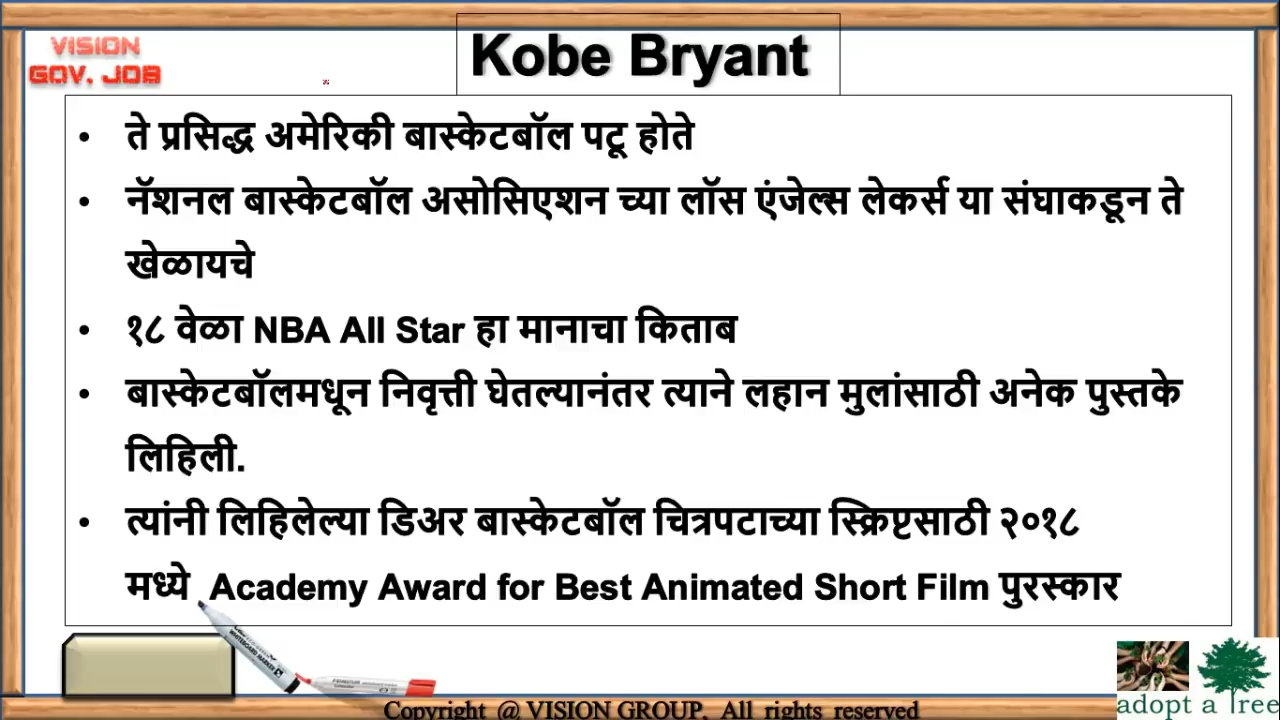 VISION
GOV. JOB
Kobe Bryant
• ते प्रसिद्ध अमेरिकी बास्केटबॉल पटू होते
• नॅशनल बास्केटबॉल असोसिएशन च्या लॉस एंजेल्स लेकर्स या संघाकडून ते
खेळायचे
• १८ वेळा NBA All Star हा मानाचा किताब
• बास्केटबॉलमधून निवृत्ती घेतल्यानंतर त्याने लहान मुलांसाठी अनेक पुस्तके
लिहिली.
• त्यांनी लिहिलेल्या डिअर बास्केटबॉल चित्रपटाच्या स्क्रिप्टसाठी २०१८
मध्ये Academy Award for Best Animated Short Film पुरस्कार
WHITEBOARD MARKER
adopt a Tree
Copyright @ VISION GROUP. All rights reserved